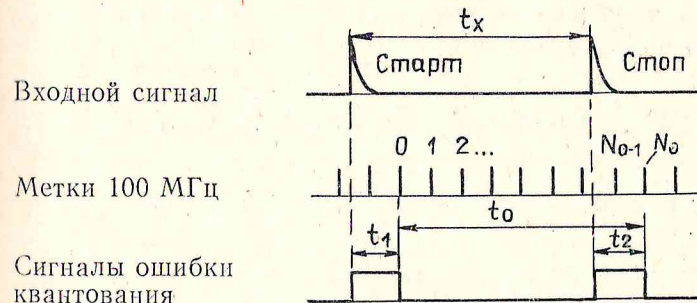 tx
Старт
Стоп
Входной сигнал
0 1 2... N0-1 N0
Метки 100 МГц
t0
t1 t2
Сигналы ошибки
квантования